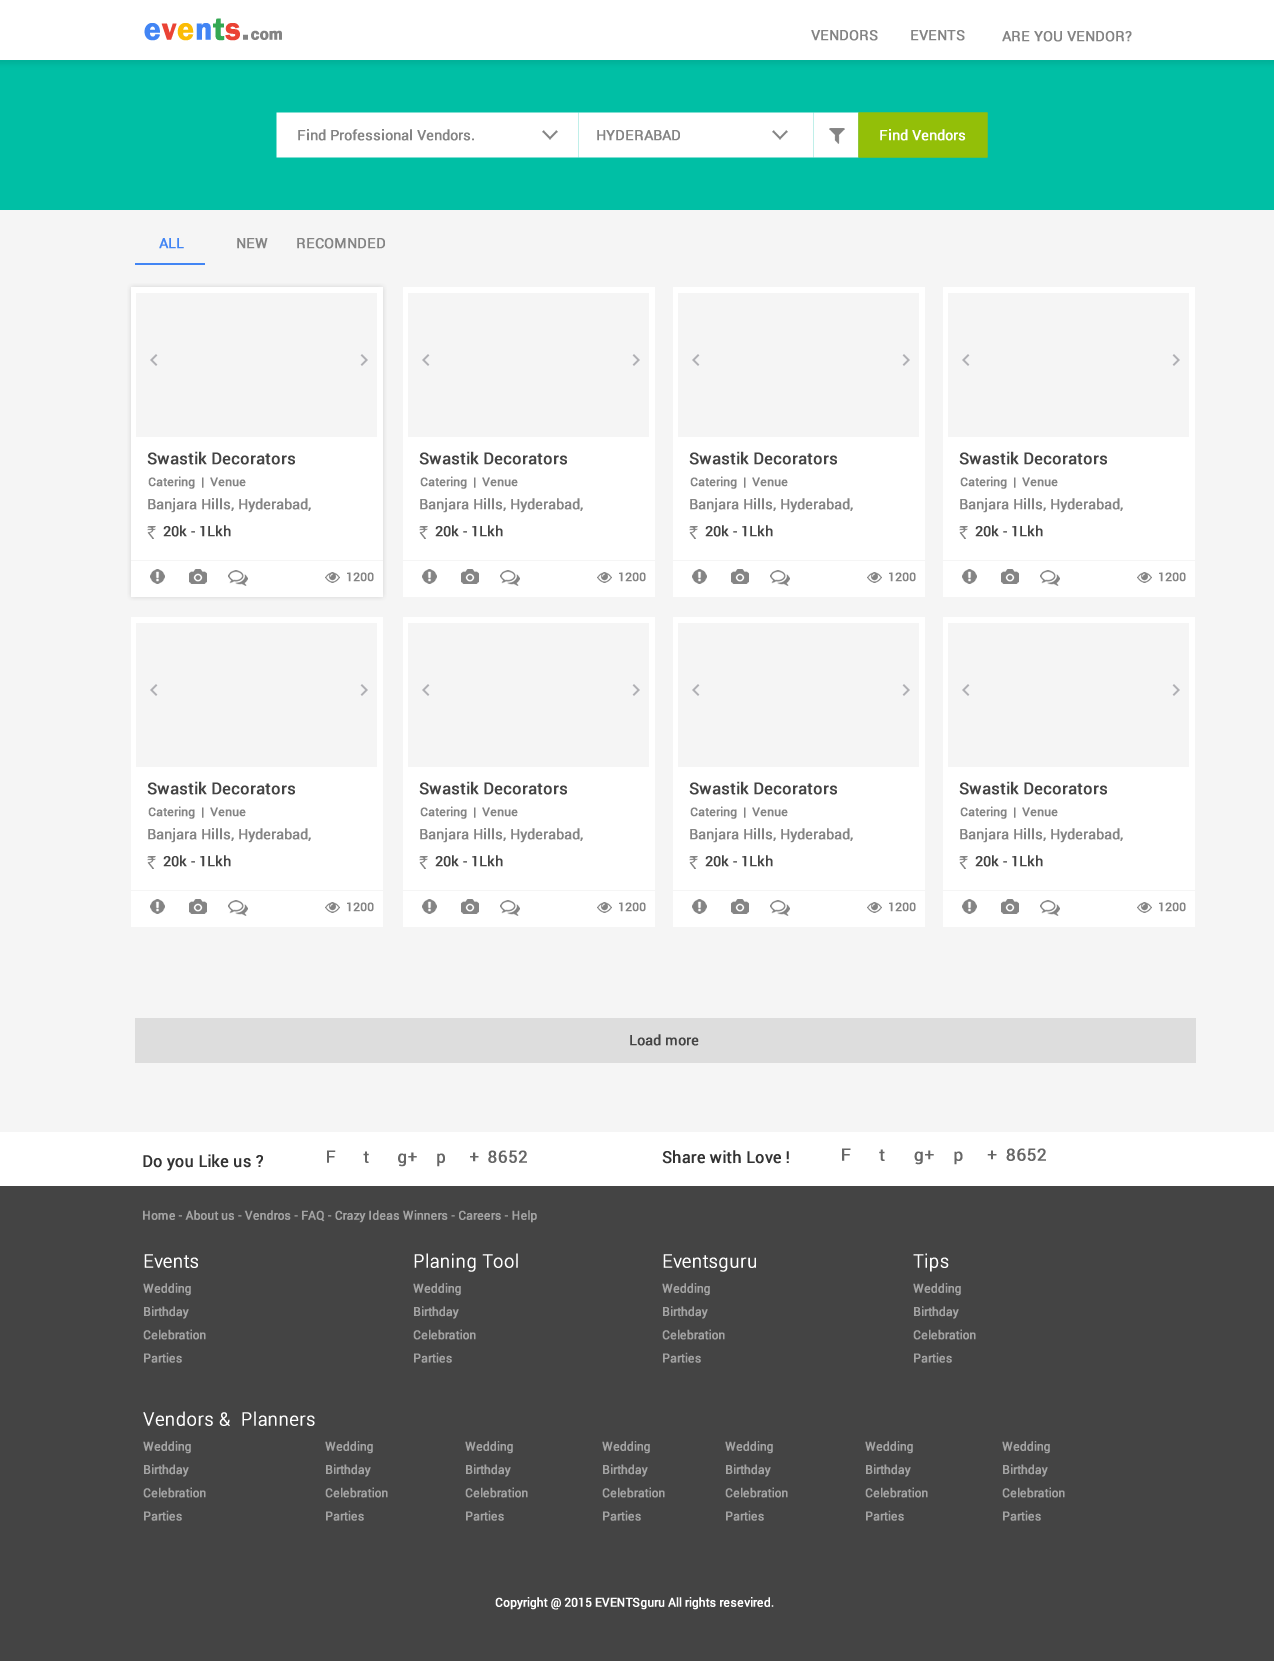 events.com
VENDORS EVENTS ARE YOU VENDOR?
Find Professional Vendors. HYDERABAD Find Vendors
ALL NEW RECOMNDED
Swastik Decorators Swastik Decorators Swastik Decorators Swastik Decorators
Catering | Venue Catering | Venue Catering | Venue Catering | Venue
Banjara Hills, Hyderabad, Banjara Hills, Hyderabad, Banjara Hills, Hyderabad, Banjara Hills, Hyderabad,
₹ 20k - 1Lkh ₹ 20k - 1Lkh ₹ 20k - 1Lkh ₹ 20k - 1Lkh
1200 1200 1200 1200
Swastik Decorators Swastik Decorators Swastik Decorators Swastik Decorators
Catering | Venue Catering | Venue Catering | Venue Catering | Venue
Banjara Hills, Hyderabad, Banjara Hills, Hyderabad, Banjara Hills, Hyderabad, Banjara Hills, Hyderabad,
₹ 20k - 1Lkh ₹ 20k - 1Lkh ₹ 20k - 1Lkh ₹ 20k - 1Lkh
1200 1200 1200 1200
Load more
Do you Like us ? F t g+ p + 8652 Share with Love ! F t g+ p + 8652
Home - About us - Vendros - FAQ - Crazy Ideas Winners - Careers - Help
Events Planing Tool Eventsguru Tips
Wedding Wedding Wedding Wedding
Birthday Birthday Birthday Birthday
Celebration Celebration Celebration Celebration
Parties Parties Parties Parties
Vendors & Planners
Wedding Wedding Wedding Wedding Wedding Wedding Wedding
Birthday Birthday Birthday Birthday Birthday Birthday Birthday
Celebration Celebration Celebration Celebration Celebration Celebration Celebration
Parties Parties Parties Parties Parties Parties Parties
Copyright @ 2015 EVENTSguru All rights resevired.